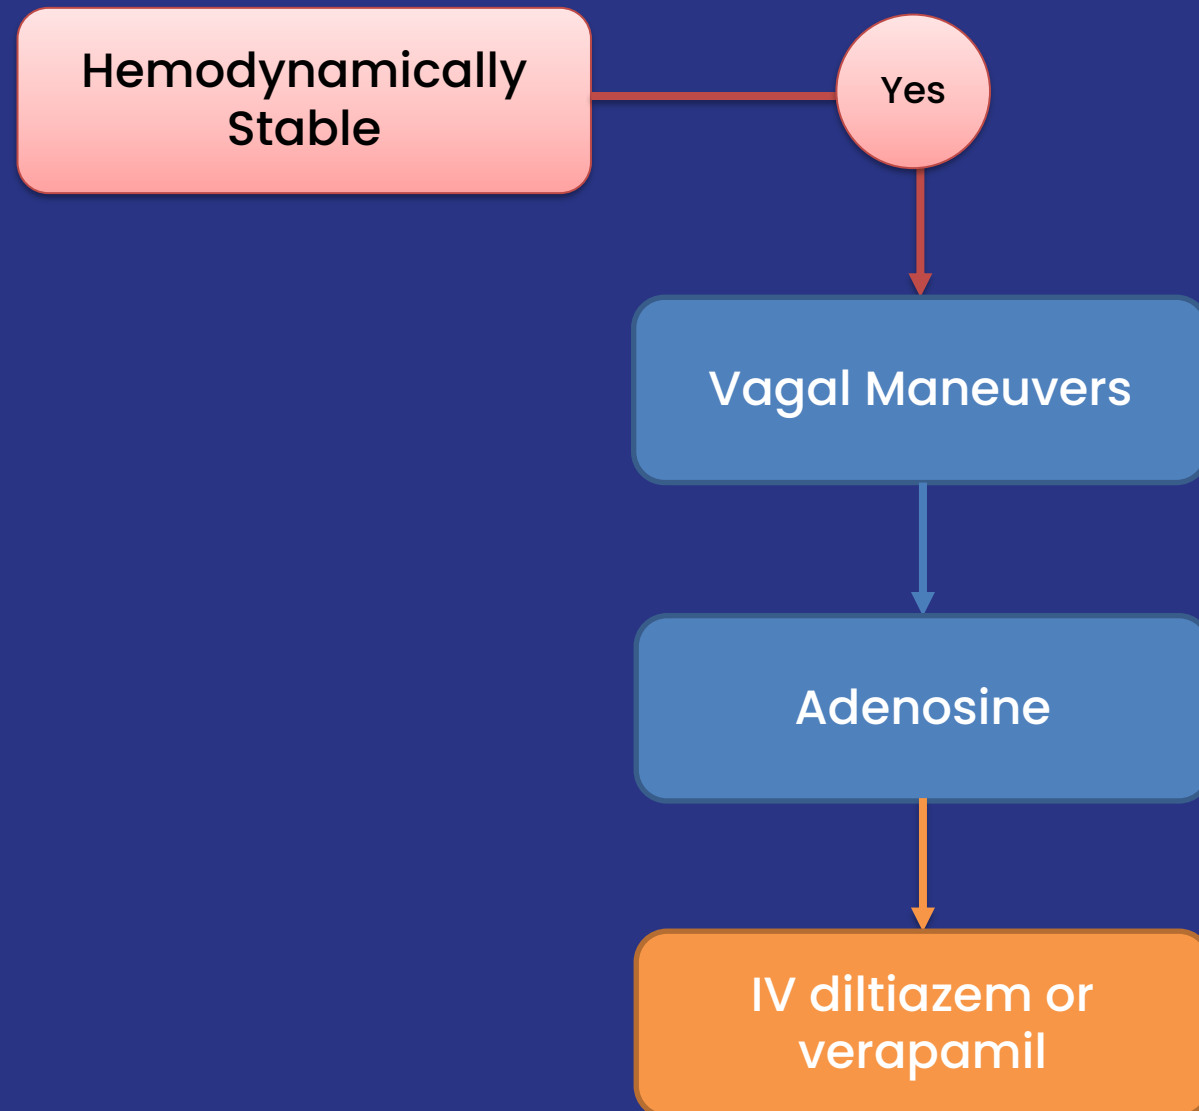 Hemodynamically
Stable
Yes
Vagal Maneuvers
Adenosine
IV diltiazem or
verapamil